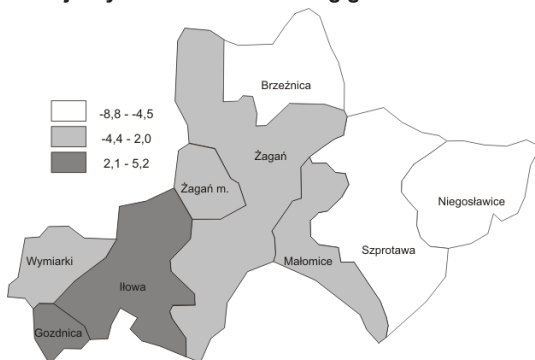 Brzeźnica
-8,8 - -4,5
-4,4 - 2,0
2,1 - 5,2
Żagań
Żagań m.
Niegosławice
Szprotawa
Małomice
Wymiarki
Iłowa
Gozdnica